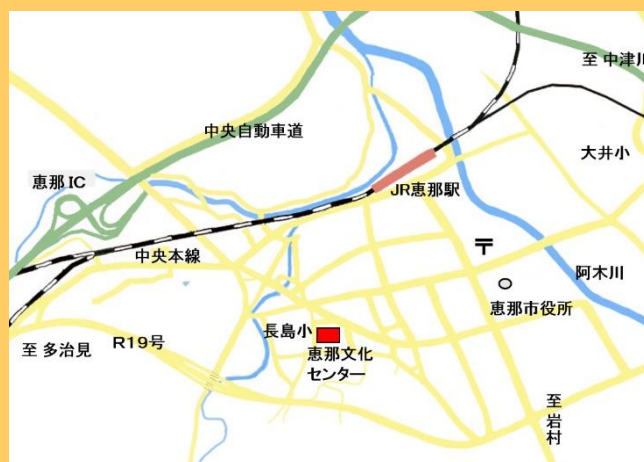 至 中津川
中央自動車道
大井小
恵那 IC
JR恵那駅
〒
中央本線
阿木川
恵那市役所
長島小
R19号
至 多治見
恵那文化
センター
至
岩
村